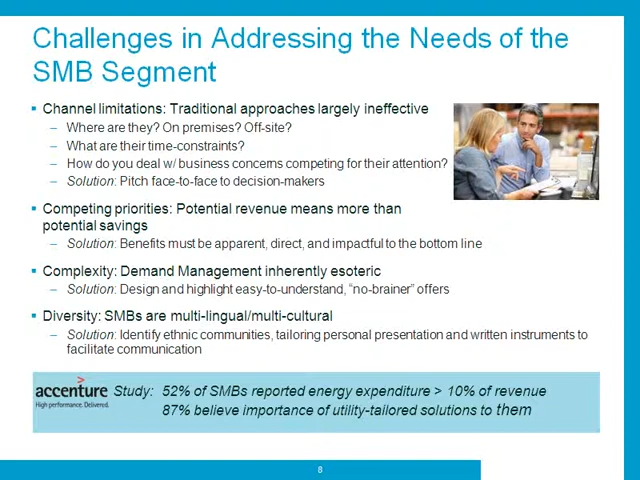 Challenges in Addressing the Needs of the
SMB Segment
▪ Channel limitations: Traditional approaches largely ineffective
– Where are they? On premises? Off-site?
– What are their time-constraints?
– How do you deal w/ business concerns competing for their attention?
– Solution: Pitch face-to-face to decision-makers
▪ Competing priorities: Potential revenue means more than
potential savings
– Solution: Benefits must be apparent, direct, and impactful to the bottom line
▪ Complexity: Demand Management inherently esoteric
– Solution: Design and highlight easy-to-understand, “no-brainer” offers
▪ Diversity: SMBs are multi-lingual/multi-cultural
– Solution: Identify ethnic communities, tailoring personal presentation and written instruments to
facilitate communication
accenture
High performance. Delivered.
Study: 52% of SMBs reported energy expenditure > 10% of revenue
87% believe importance of utility-tailored solutions to them
8